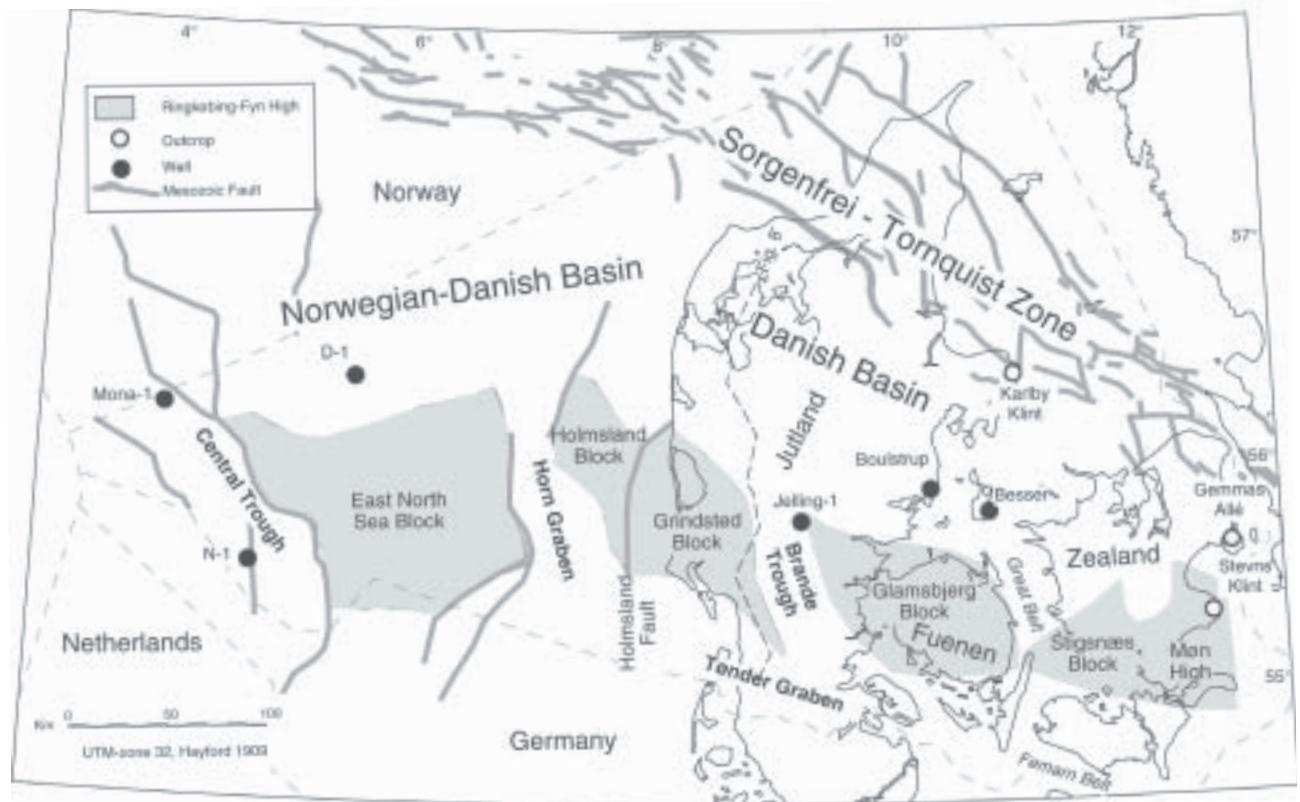 4°
6°
8°
10°
12°
Ringkøbing-Fyn High
Outcrop
Well
Mesozoic Fault
Norway
Sorgenfrei - Tornquist Zone
57°
Norwegian-Danish Basin
Fig. 6
Danish Basin
D-1
Mona-1
Karlby
Klint
Central Trough
Holmsland
Block
Jutland
Boulstrup
56°
Gemmas
Allé
Horn Graben
East North
Sea Block
Grindsted
Block
Jelling-1
Besser
N-1
Brande
Trough
Zealand
Stevns
Klint
Holmsland
Fault
Glamsbjerg
Block
Great Belt
Fuenen
Stigsnæs
Block
Møn
High
55°
Netherlands
Tønder Graben
Km
0
50
100
UTM-zone 32, Hayford 1909
Germany
Femarn Belt